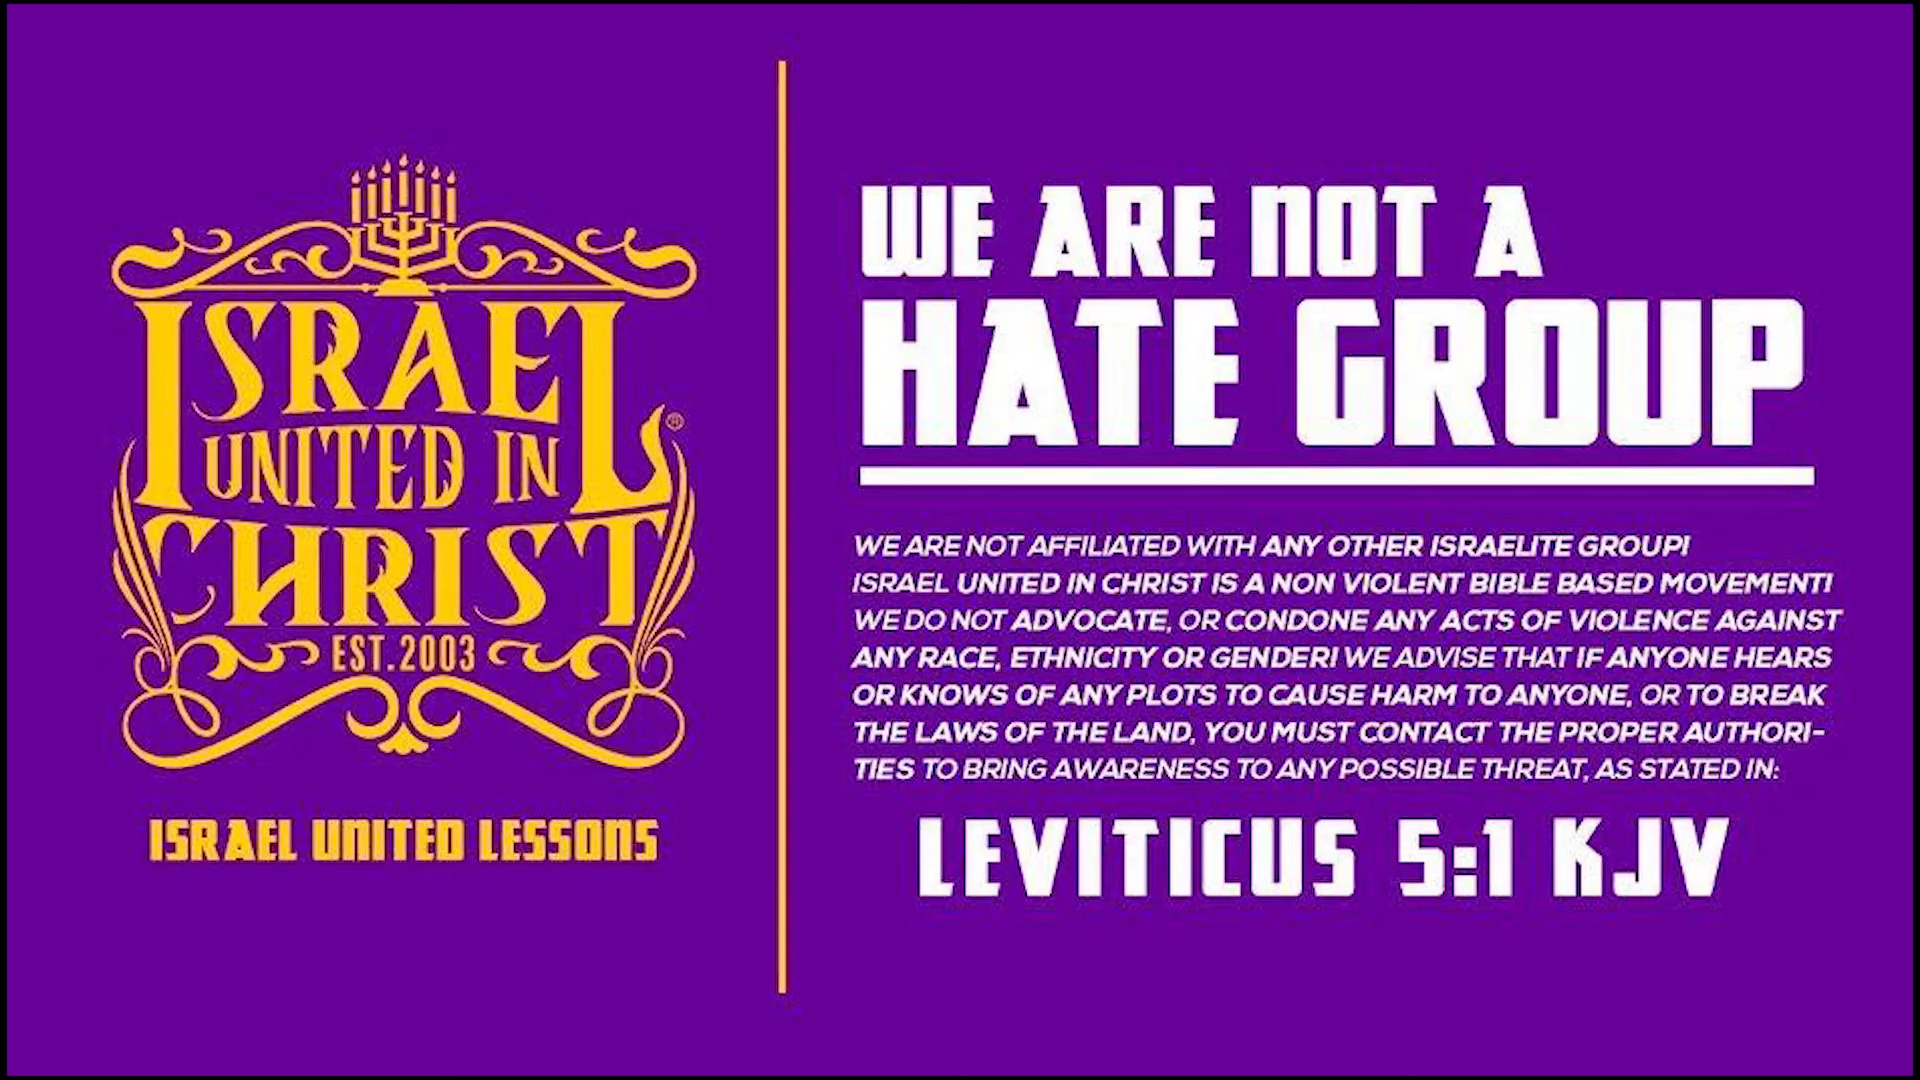 ISRAEL
UNITED IN
CHRIST
®
EST.2003
ISRAEL UNITED LESSONS
WE ARE NOT A
HATE GROUP
WE ARE NOT AFFILIATED WITH ANY OTHER ISRAELITE GROUP!
ISRAEL UNITED IN CHRIST IS A NON VIOLENT BIBLE BASED MOVEMENT!
WE DO NOT ADVOCATE, OR CONDONE ANY ACTS OF VIOLENCE AGAINST
ANY RACE, ETHNICITY OR GENDER! WE ADVISE THAT IF ANYONE HEARS
OR KNOWS OF ANY PLOTS TO CAUSE HARM TO ANYONE, OR TO BREAK
THE LAWS OF THE LAND, YOU MUST CONTACT THE PROPER AUTHORI-
TIES TO BRING AWARENESS TO ANY POSSIBLE THREAT, AS STATED IN:
LEVITICUS 5:1 KJV